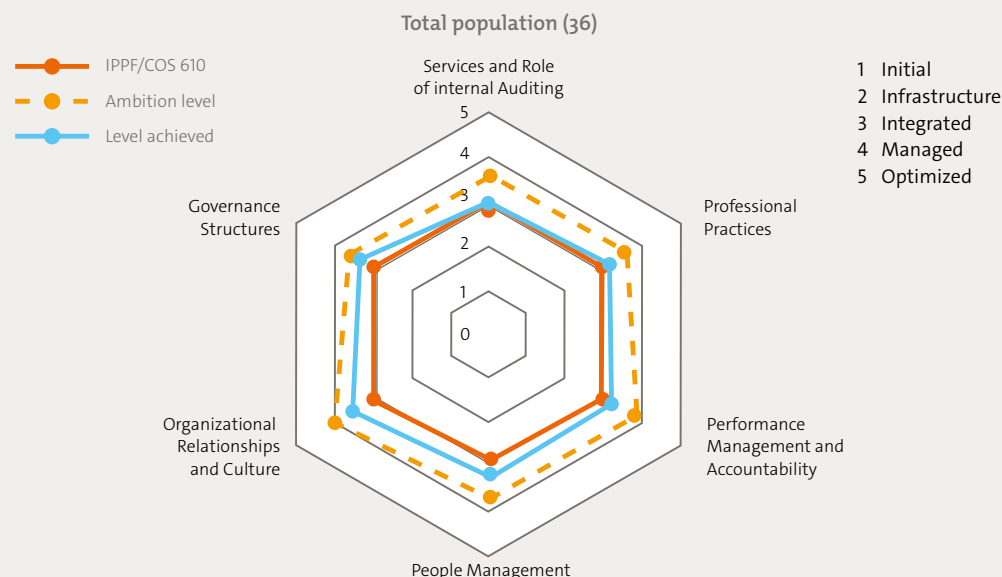 Total population (36)
IPPF/COS 610
Ambition level
Level achieved
Services and Role
of internal Auditing
1 Initial
2 Infrastructure
3 Integrated
4 Managed
5 Optimized
5
4
3
2
1
0
Governance
Structures
Professional
Practices
Organizational
Relationships
and Culture
Performance
Management and
Accountability
People Management